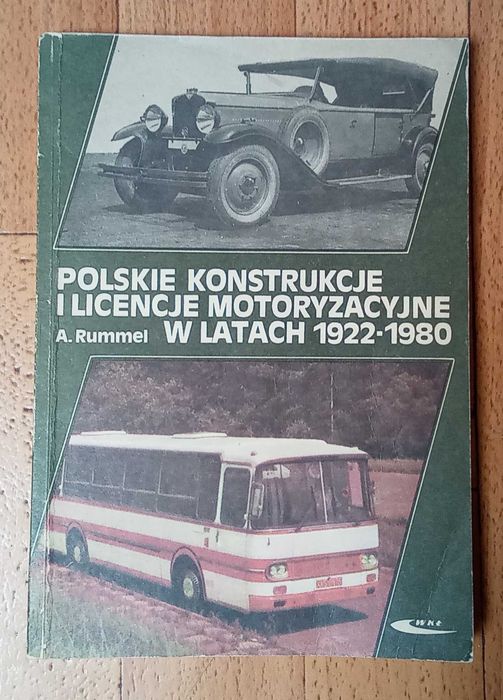 POLSKIE KONSTRUKCJE
I LICENCJE MOTORYZACYJNE
A. Rummel W LATACH 1922-1980
WKŁ